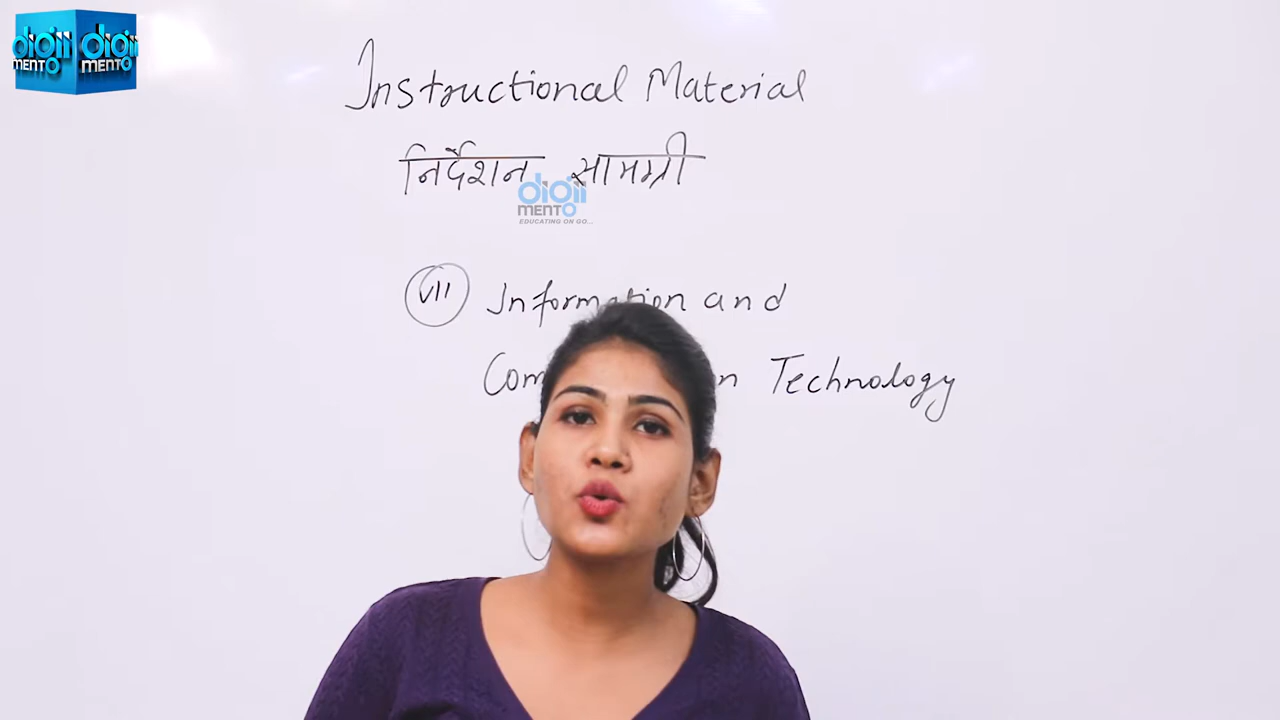 digii
MENTO
digii
MENTO
Instructional Material
निर्देशन सामग्री
digii
MENTO
EDUCATING ON GO...
VII Information and
Technology